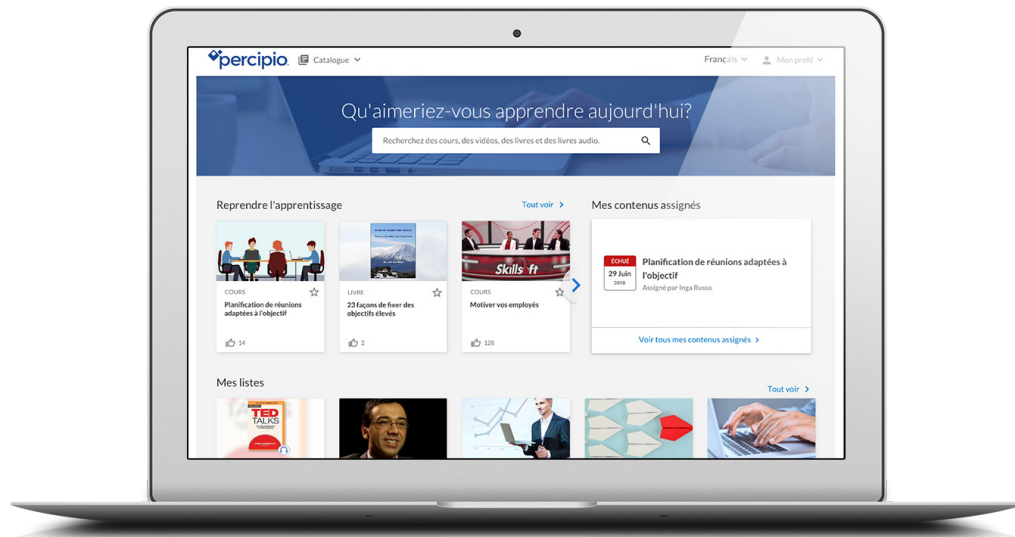 percipio.
Catalogue
Français
Mon profil
Qu'aimeriez-vous apprendre aujourd'hui?
Recherchez des cours, des vidéos, des livres et des livres audio.
Reprendre l'apprentissage
Tout voir
Mes contenus assignés
Skills ft
COURS
Planification de réunions
adaptées à l'objectif
14
LIVRE
23 façons de fixer des
objectifs élevés
2
COURS
Motiver vos employés
128
ÉCHUÉ
29 Juin
2018
Planification de réunions adaptées à
l'objectif
Assigné par Inga Russo
Voir tous mes contenus assignés
Mes listes
Tout voir
TED
TALKS